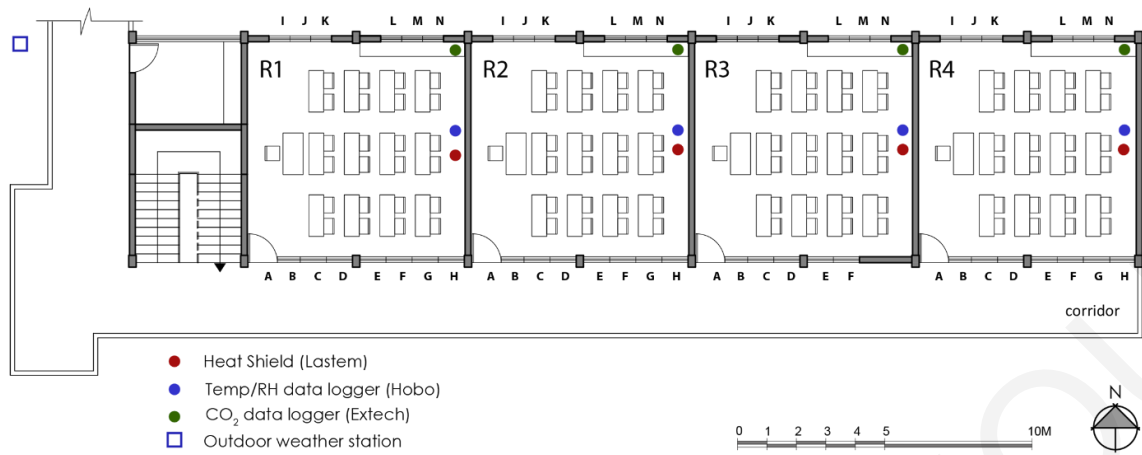 I J K L M N I J K L M N I J K L M N I J K L M N
R1 R2 R3 R4
A B C D E F G H A B C D E F G H A B C D E F A B C D E F G H
corridor
Heat Shield (Lastem)
Temp/RH data logger (Hobo)
CO₂ data logger (Extech)
Outdoor weather station
0 1 2 3 4 5 10M
N